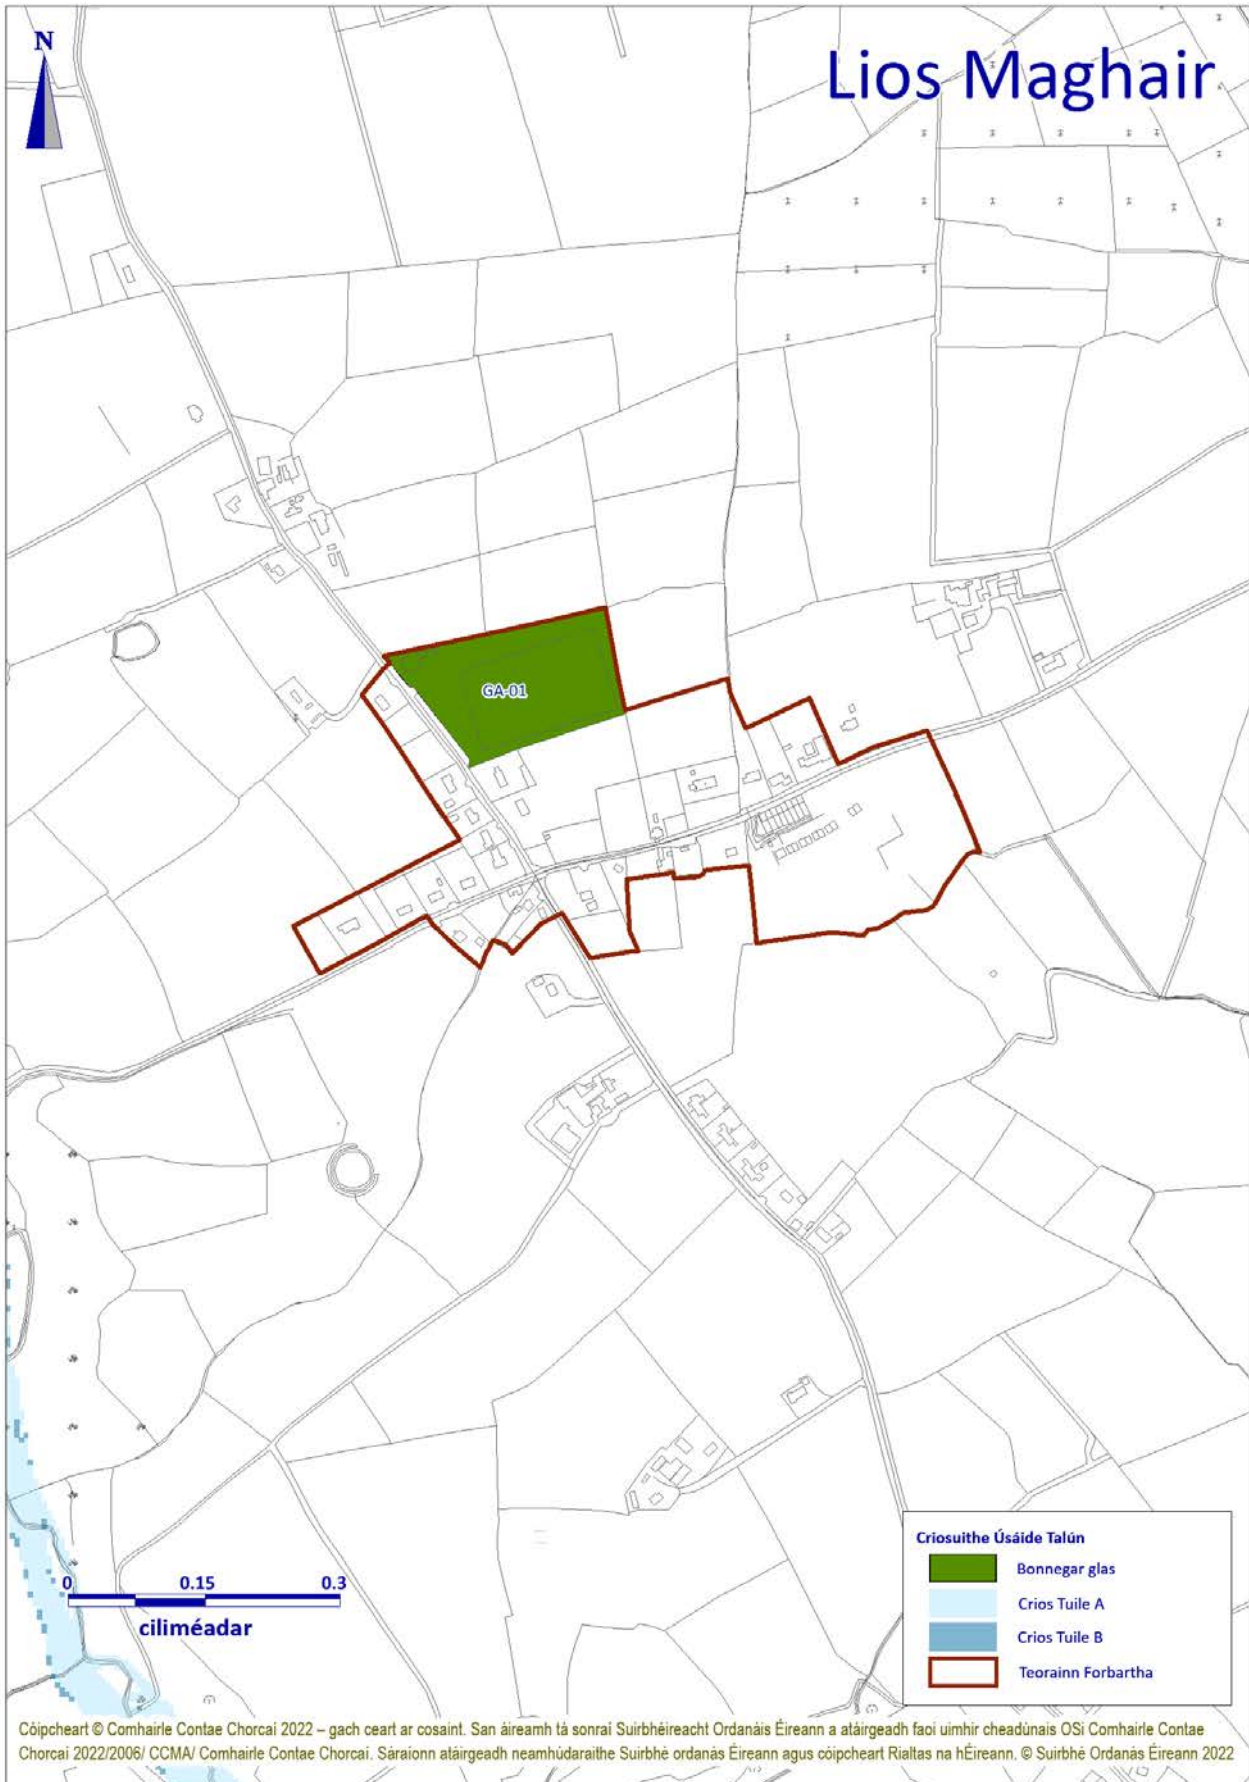 N
Lios Maghair
GA-01
0 0.15 0.3
ciliméadar
Criosuithe Úsáide Talún
Bonnegar glas
Crios Tuile A
Crios Tuile B
Teorainn Forbartha
Cóipcheart © Comhairle Contae Chorcaí 2022 – gach ceart ar cosaint. San áireamh tá sonraí Suirbhéireacht Ordanáis Éireann a atáirgeadh faoi uimhir cheadúnais OSi Comhairle Contae
Chorcaí 2022/2006/ CCMA/ Comhairle Contae Chorcaí. Sáraíonn atáirgeadh neamhúdaraithe Suirbhé ordanás Éireann agus cóipcheart Rialtas na hÉireann. © Suirbhé Ordanás Éireann 2022